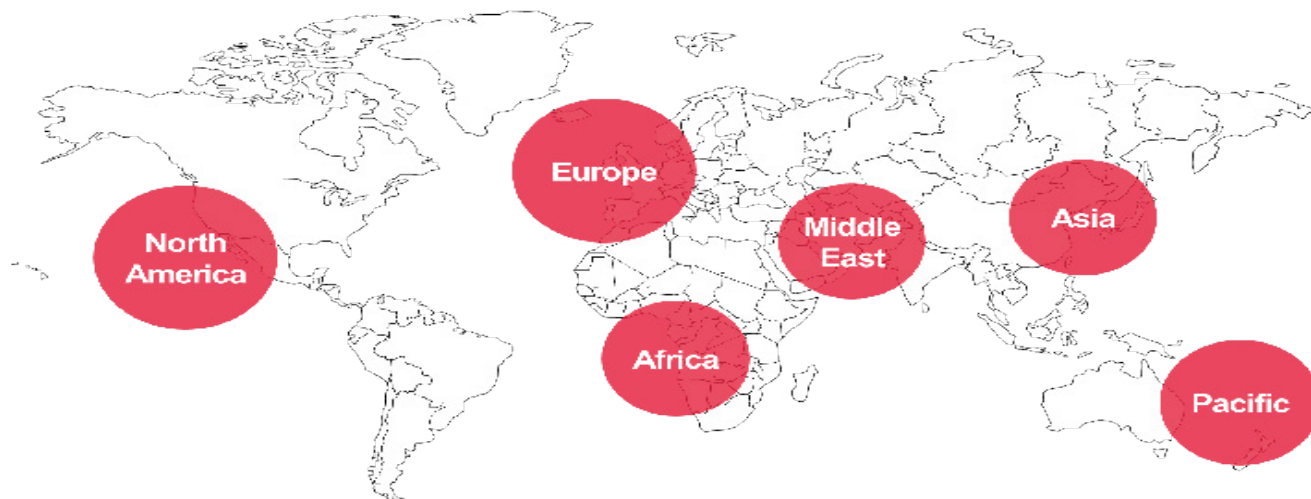 Europe
North
America
Middle
East
Asia
Africa
Pacific